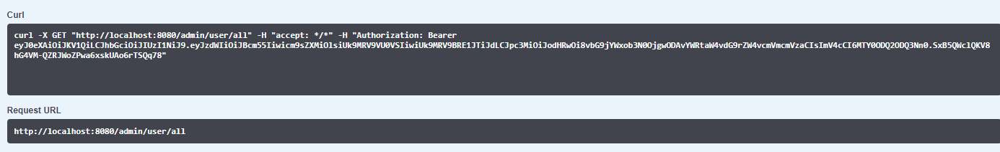 Curl
curl -X GET "http://localhost:8080/admin/user/all" -H "accept: */*" -H "Authorization: Bearer
eyJ0eXAiOiJKV1QiLCJhbGciOiJIUzI1NiJ9.eyJzdWIiOiJBcm55Iiwicm9sZXMiOlsiUk9MRV9VU0VSIiwiUk9MRV9BRE1JTiJdLCJpc3MiOiJodHRwOi8vbG9jYWxob3N0OjgwODAvYWRtaW4vdG9rZW4vcmVmcmVzaCIsImV4cCI6MTY0ODQ2ODQ3Nn0.SxB5QWclQKV8
hG4VM-QZRJWoZPwa6xskUAo6rTSQq78"
Request URL
http://localhost:8080/admin/user/all